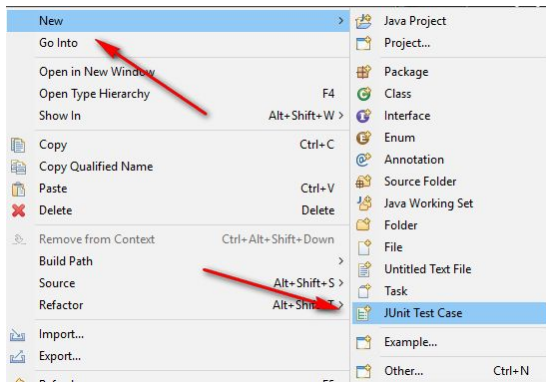 New
Go Into
Open in New Window
Open Type Hierarchy F4
Show In Alt+Shift+W >
Copy Ctrl+C
Copy Qualified Name
Paste Ctrl+V
Delete Delete
Remove from Context Ctrl+Alt+Shift+Down
Build Path
Source Alt+Shift+S >
Refactor
Import...
Export...
Java Project
Project...
Package
Class
Interface
Enum
Annotation
Source Folder
Java Working Set
Folder
File
Untitled Text File
Task
JUnit Test Case
Example...
Other... Ctrl+N